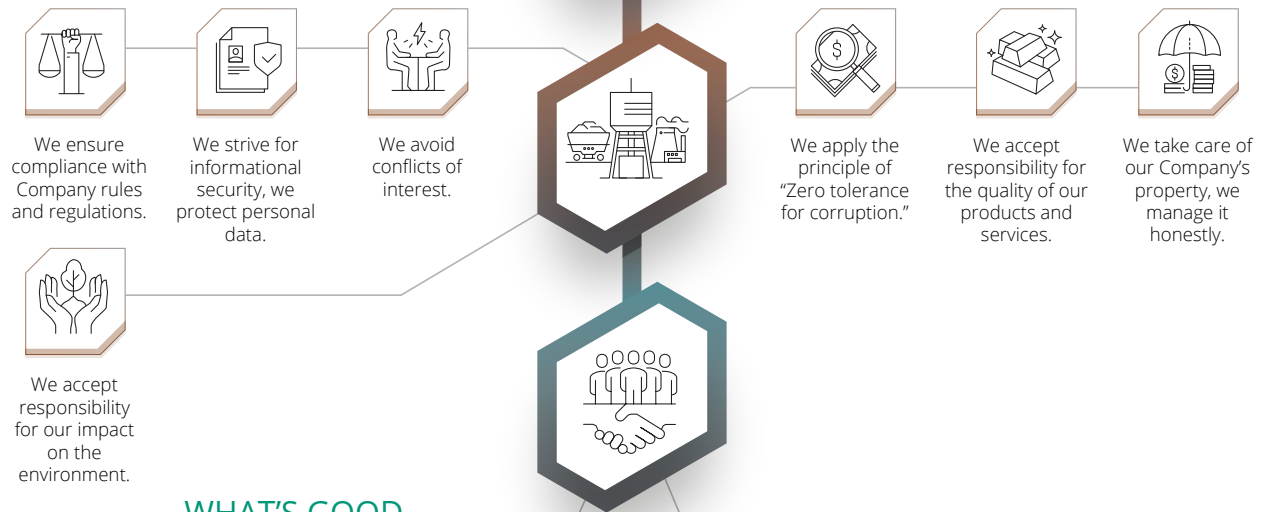 We ensure
compliance with
Company rules
and regulations.
We strive for
informational
security, we
protect personal
data.
We avoid
conflicts of
interest.
We apply the
principle of
“Zero tolerance
for corruption.”
We accept
responsibility for
the quality of our
products and
services.
We take care of
our Company’s
property, we
manage it
honestly.
We accept
responsibility
for our impact
on the
environment.
WHAT’S GOOD